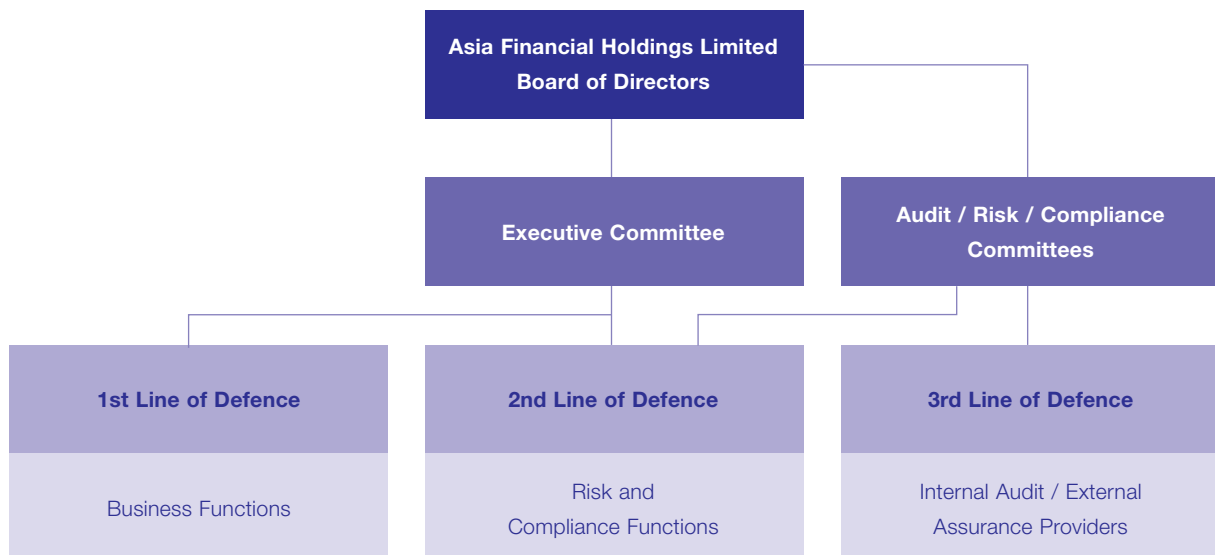 Asia Financial Holdings Limited
Board of Directors
Executive Committee
Audit / Risk / Compliance
Committees
1st Line of Defence
Business Functions
2nd Line of Defence
Risk and
Compliance Functions
3rd Line of Defence
Internal Audit / External
Assurance Providers